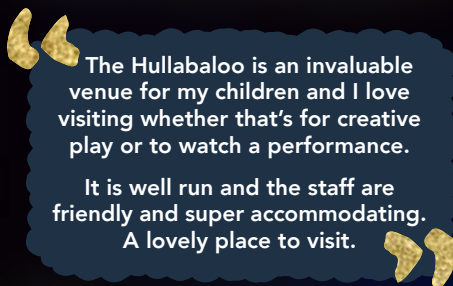 The Hullabaloo is an invaluable
venue for my children and I love
visiting whether that's for creative
play or to watch a performance.
It is well run and the staff are
friendly and super accommodating.
A lovely place to visit.